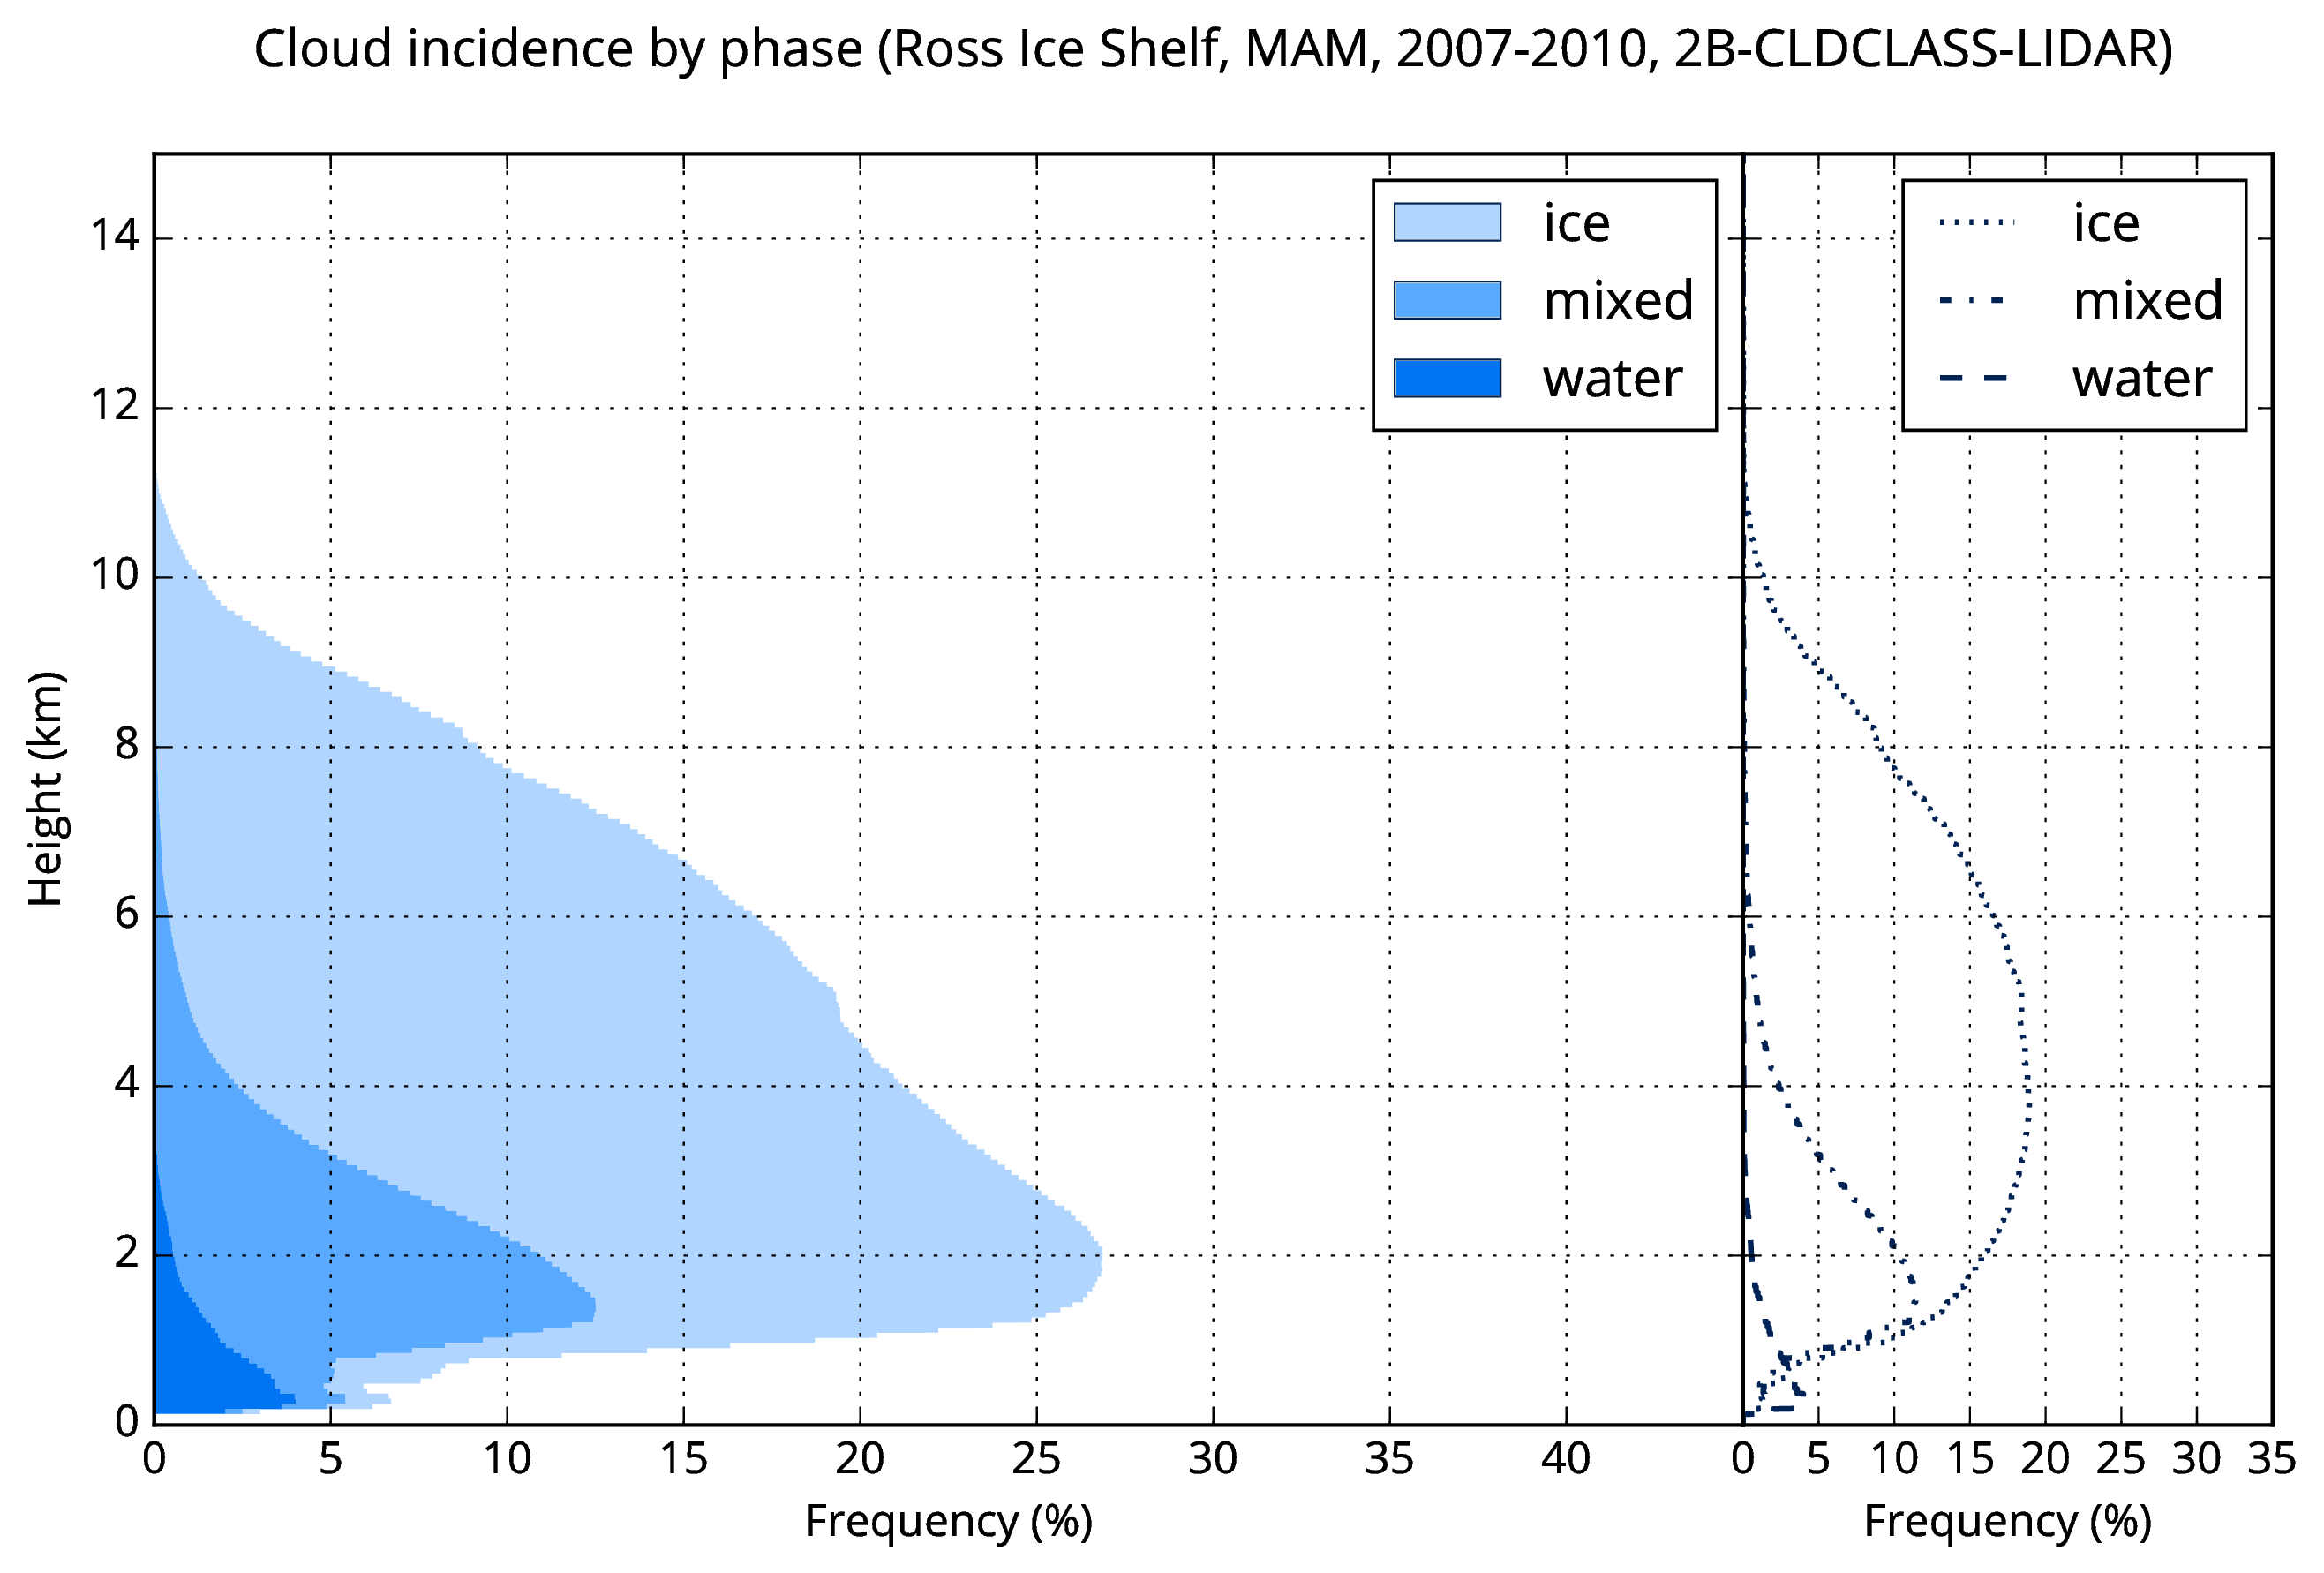 Cloud incidence by phase (Ross Ice Shelf, MAM, 2007-2010, 2B-CLDCLASS-LIDAR)
ice
mixed
water
ice
mixed
water
Height (km)
14
12
10
8
6
4
2
0
0 5 10 15 20 25 30 35 40
0 5 10 15 20 25 30 35
Frequency (%)
Frequency (%)